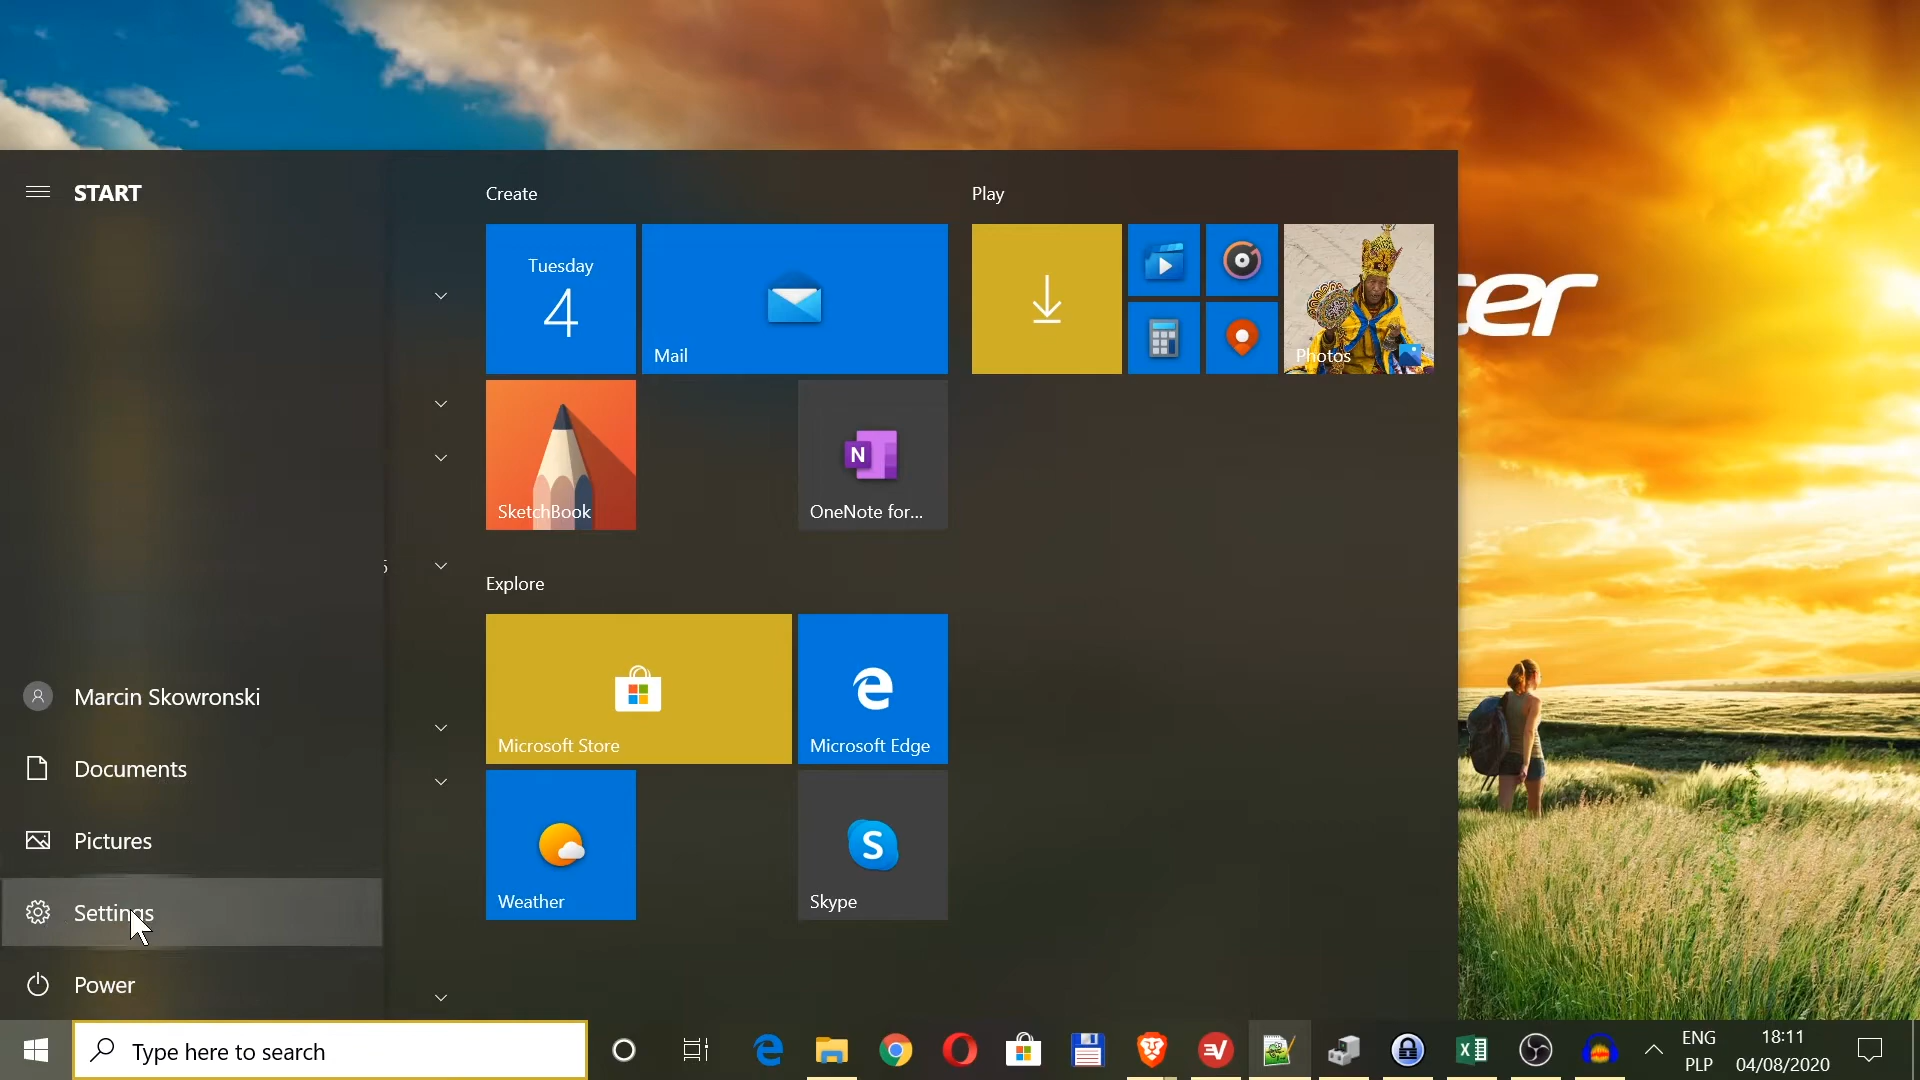 START
Create
Play
Tuesday
4
Mail
Photos
SketchBook
N
OneNote for...
Explore
Microsoft Store
Microsoft Edge
Weather
S
Skype
Marcin Skowronski
Documents
Pictures
Settings
Power
Type here to search
ENG
PLP
18:11
04/08/2020